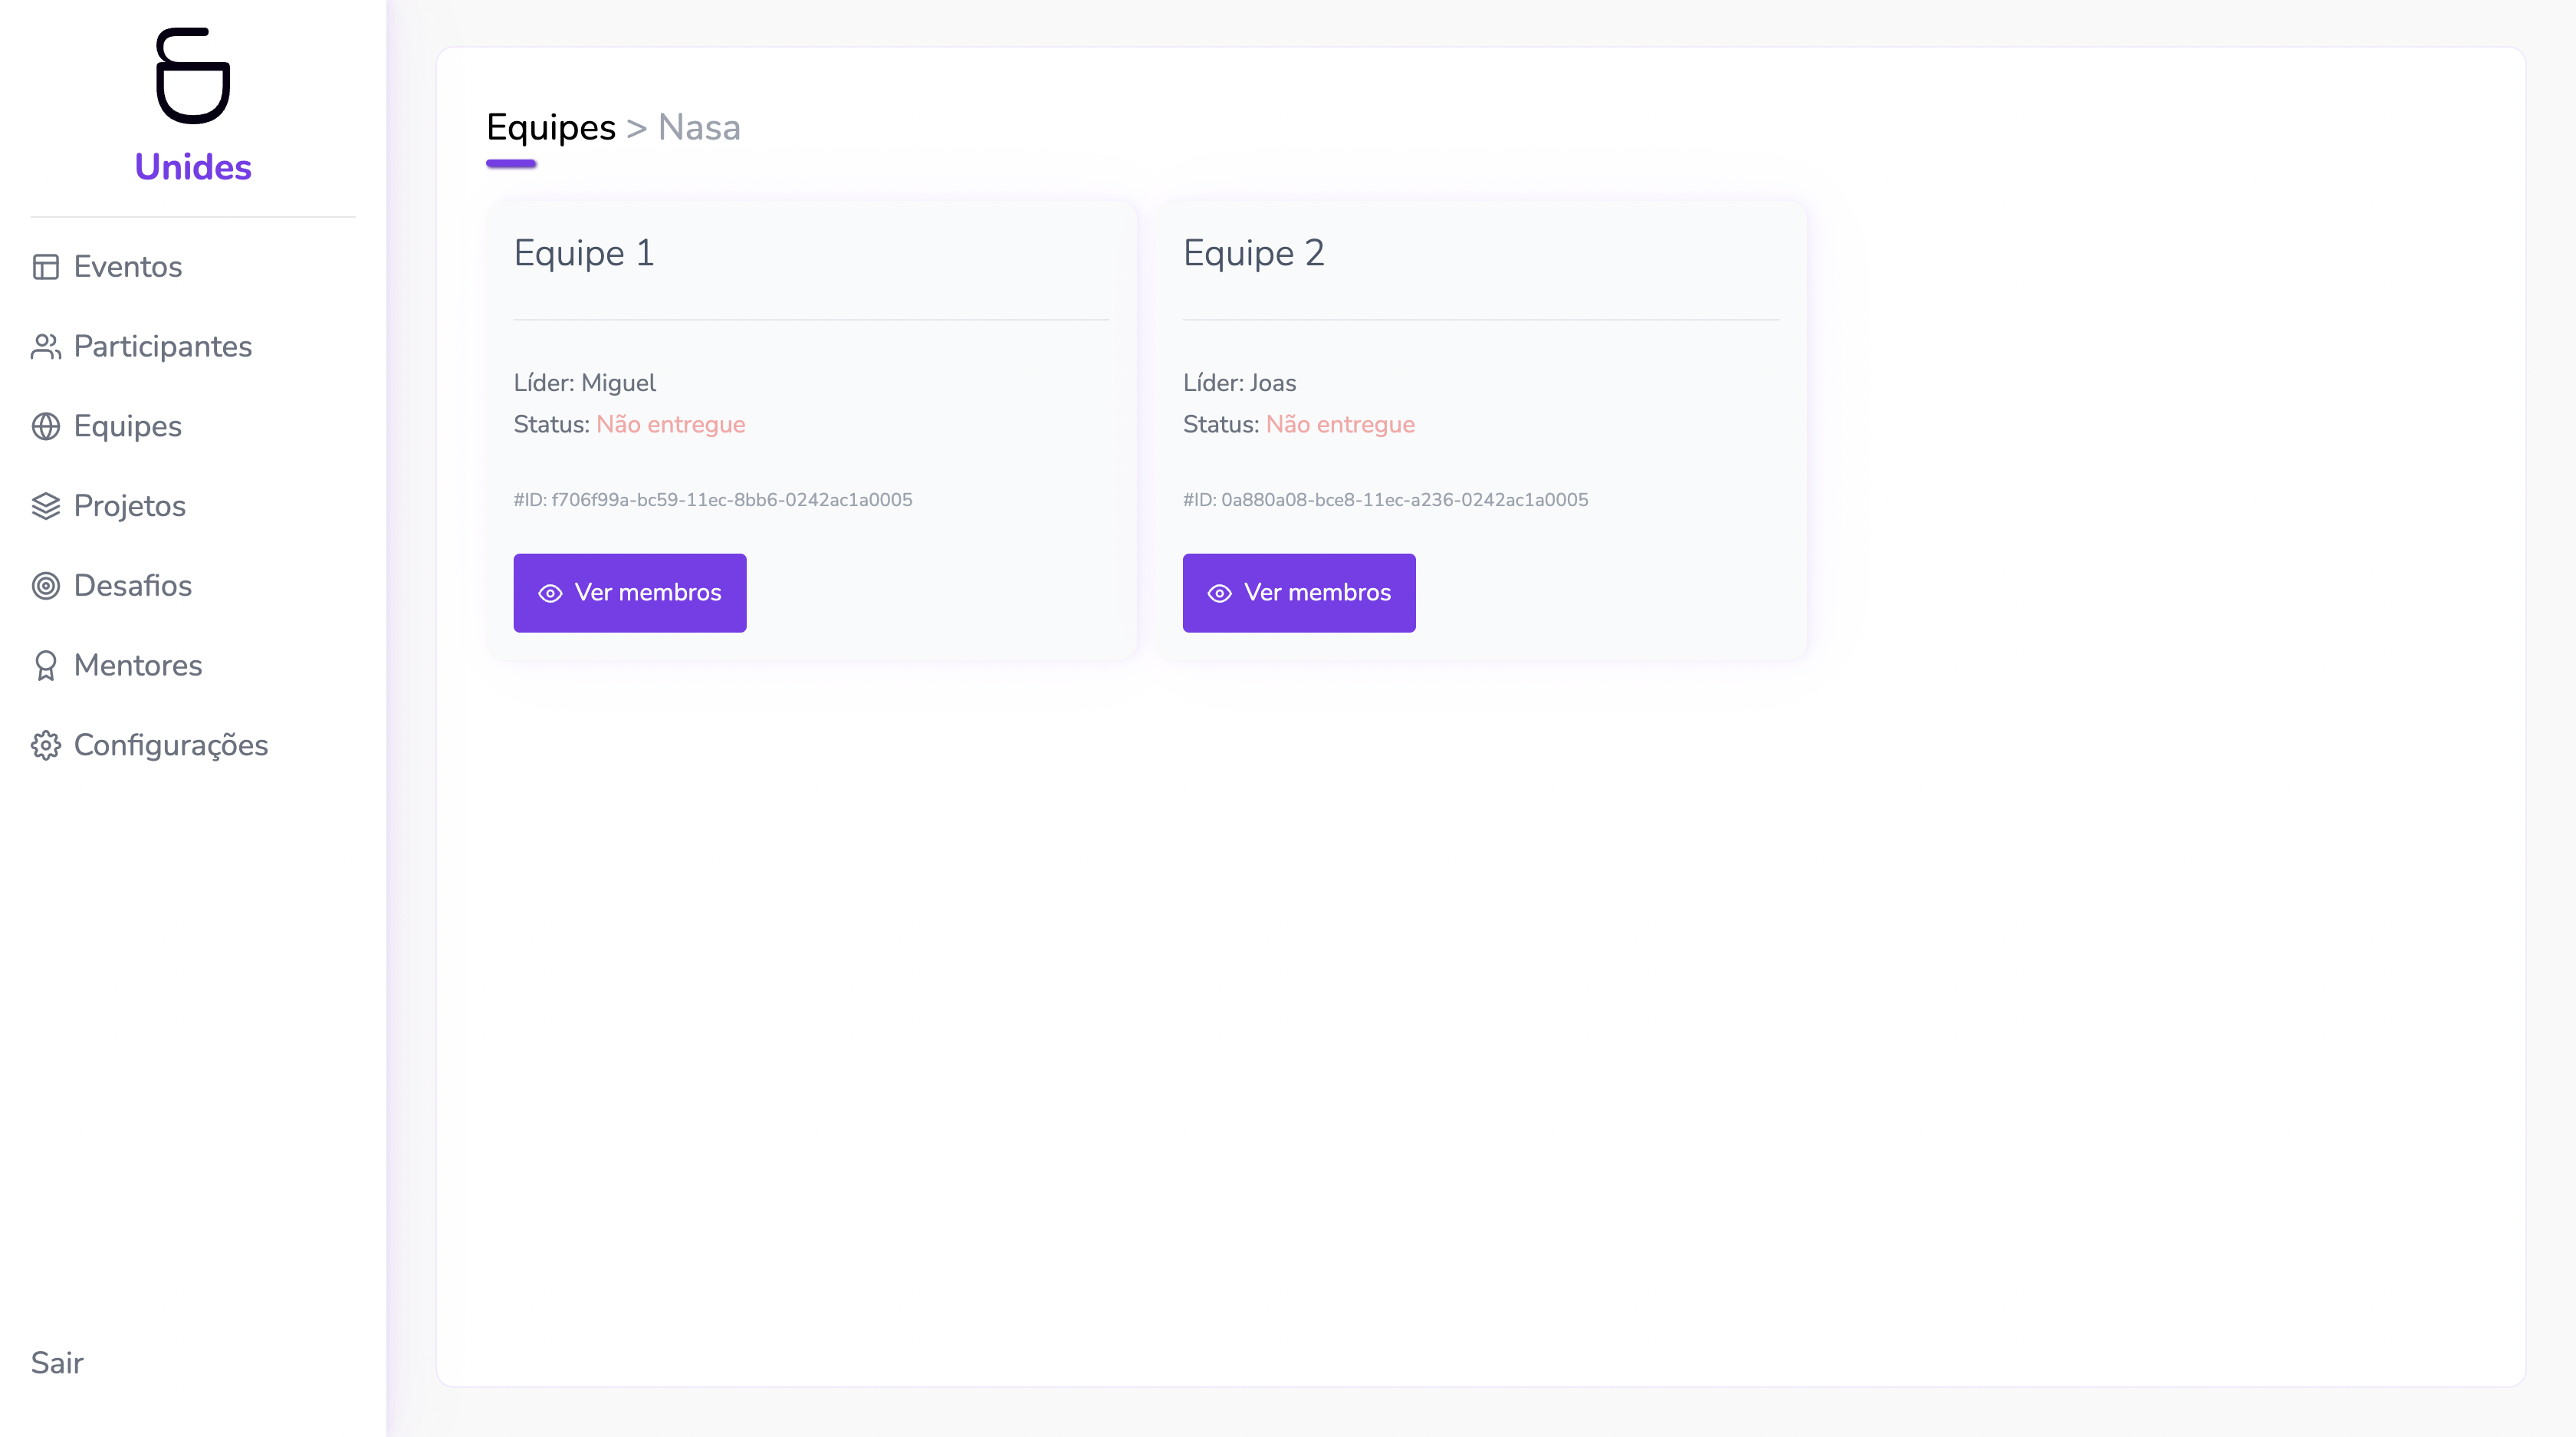 Unides
Eventos
Participantes
Equipes
Projetos
Desafios
Mentores
Configurações
Sair
Equipes > Nasa
Equipe 1
Líder: Miguel
Status: Não entregue
#ID: f706f99a-bc59-11ec-8bb6-0242ac1a0005
Ver membros
Equipe 2
Líder: Joas
Status: Não entregue
#ID: 0a880a08-bce8-11ec-a236-0242ac1a0005
Ver membros